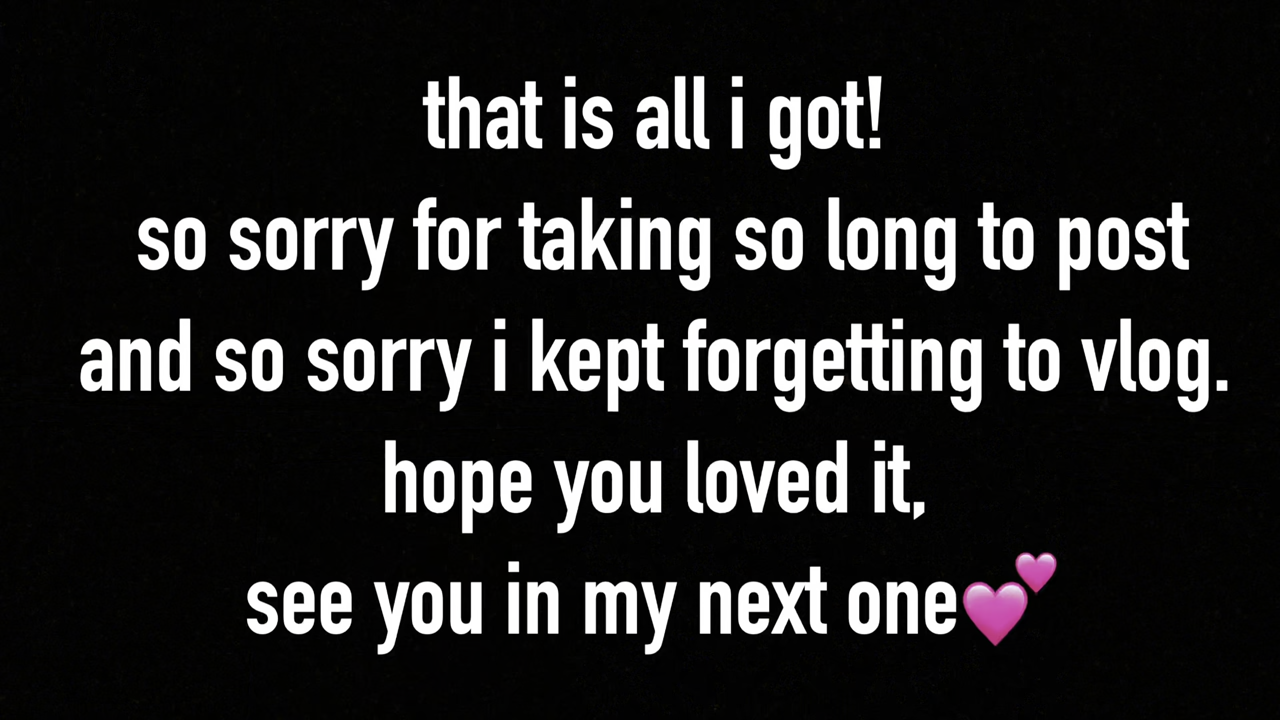 that is all i got!
so sorry for taking so long to post
and so sorry i kept forgetting to vlog.
hope you loved it,
see you in my next one💕